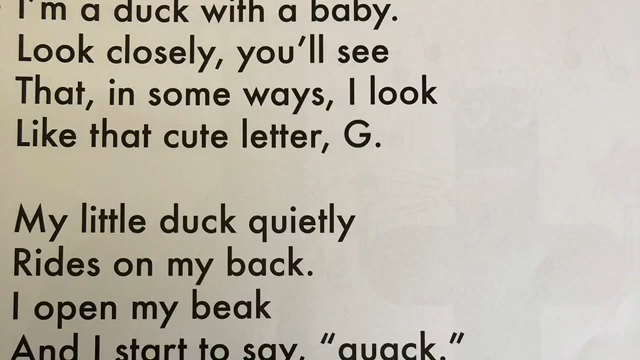 I'm a duck with a baby.
Look closely, you'll see
That, in some ways, I look
Like that cute letter, G.
My little duck quietly
Rides on my back.
I open my beak
And I start to say, "quack."